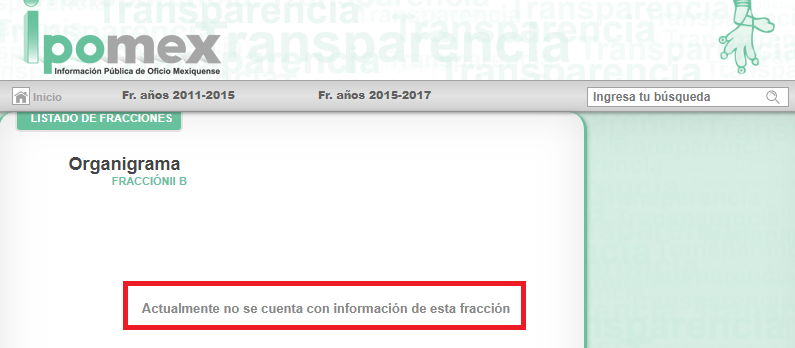 Transparencia
ipomex
Información Pública de Oficio Mexiquense
Inicio
Fr. años 2011-2015
Fr. años 2015-2017
Ingresa tu búsqueda
LISTADO DE FRACCIONES
Organigrama
FRACCIÓNII B
Actualmente no se cuenta con información de esta fracción